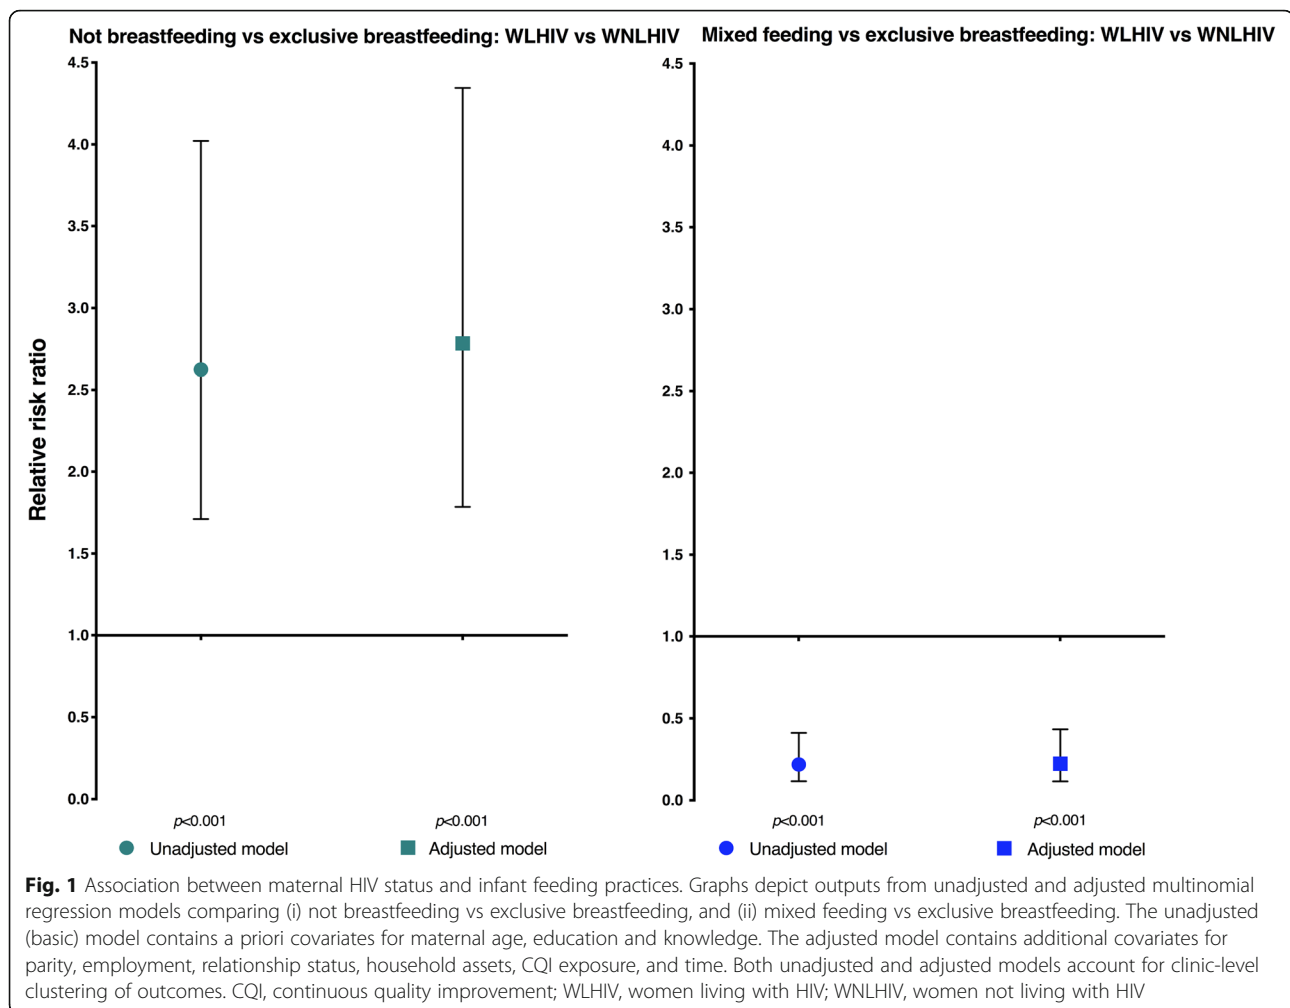 Not breastfeeding vs exclusive breastfeeding: WLHIV vs WNLHIV
4.5
4.0
3.5
3.0
2.5
2.0
1.5
1.0
0.5
0.0
Relative risk ratio
p<0.001
p<0.001
Unadjusted model
Adjusted model
Mixed feeding vs exclusive breastfeeding: WLHIV vs WNLHIV
4.5
4.0
3.5
3.0
2.5
2.0
1.5
1.0
0.5
0.0
p<0.001
p<0.001
Unadjusted model
Adjusted model
Fig. 1 Association between maternal HIV status and infant feeding practices. Graphs depict outputs from unadjusted and adjusted multinomial
regression models comparing (i) not breastfeeding vs exclusive breastfeeding, and (ii) mixed feeding vs exclusive breastfeeding. The unadjusted
(basic) model contains a priori covariates for maternal age, education and knowledge. The adjusted model contains additional covariates for
parity, employment, relationship status, household assets, CQI exposure, and time. Both unadjusted and adjusted models account for clinic-level
clustering of outcomes. CQI, continuous quality improvement; WLHIV, women living with HIV; WNLHIV, women not living with HIV